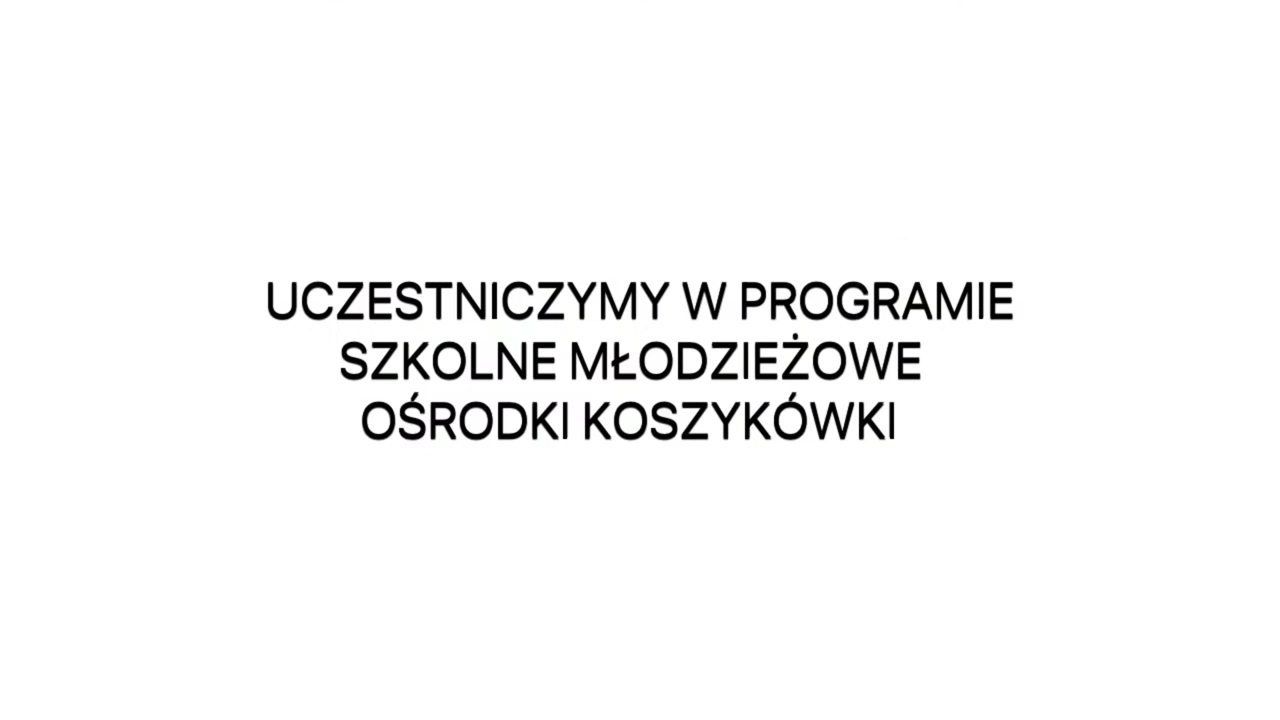 UCZESTNICZYMY W PROGRAMIE
SZKOLNE MŁODZIEŻOWE
OŚRODKI KOSZYKÓWKI